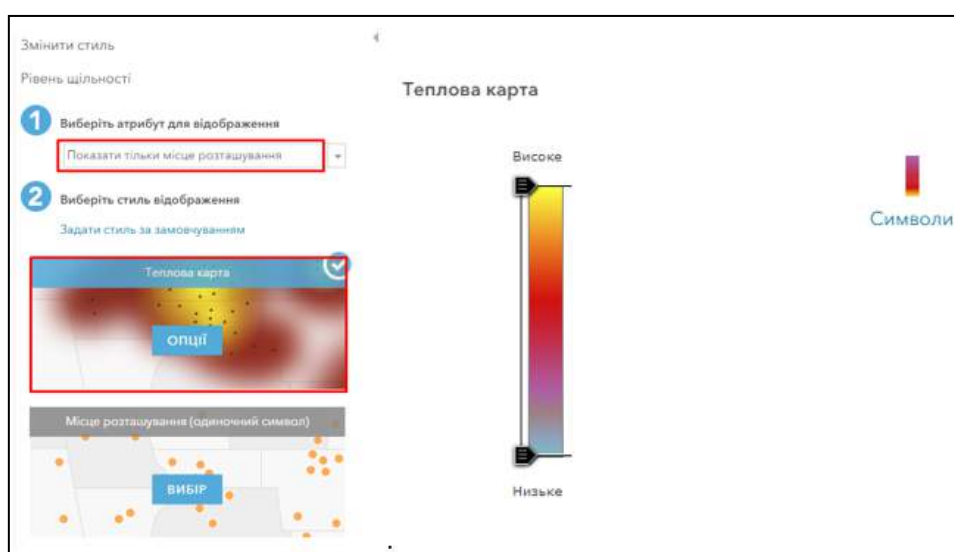 Змінити стиль
Рівень щільності
1 Виберіть атрибут для відображення
Показати тільки місце розташування
2 Виберіть стиль відображення
Задати стиль за замовчуванням
Теплова карта
ОПЦІЇ
Місце розташування (одиночний символ)
ВИБІР
Теплова карта
Високе
Низьке
Символи